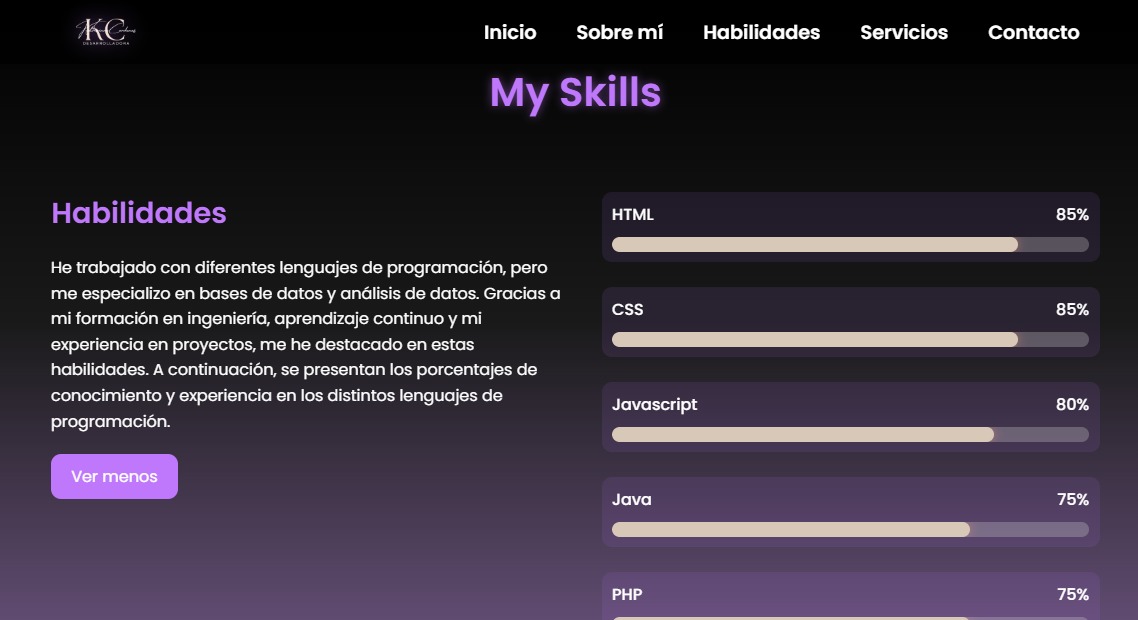 KC
DESARROLLADORA
Inicio
Sobre mí
Habilidades
Servicios
Contacto
My Skills
Habilidades
He trabajado con diferentes lenguajes de programación, pero
me especializo en bases de datos y análisis de datos. Gracias a
mi formación en ingeniería, aprendizaje continuo y mi
experiencia en proyectos, me he destacado en estas
habilidades. A continuación, se presentan los porcentajes de
conocimiento y experiencia en los distintos lenguajes de
programación.
Ver menos
HTML 85%
CSS 85%
Javascript 80%
Java 75%
PHP 75%